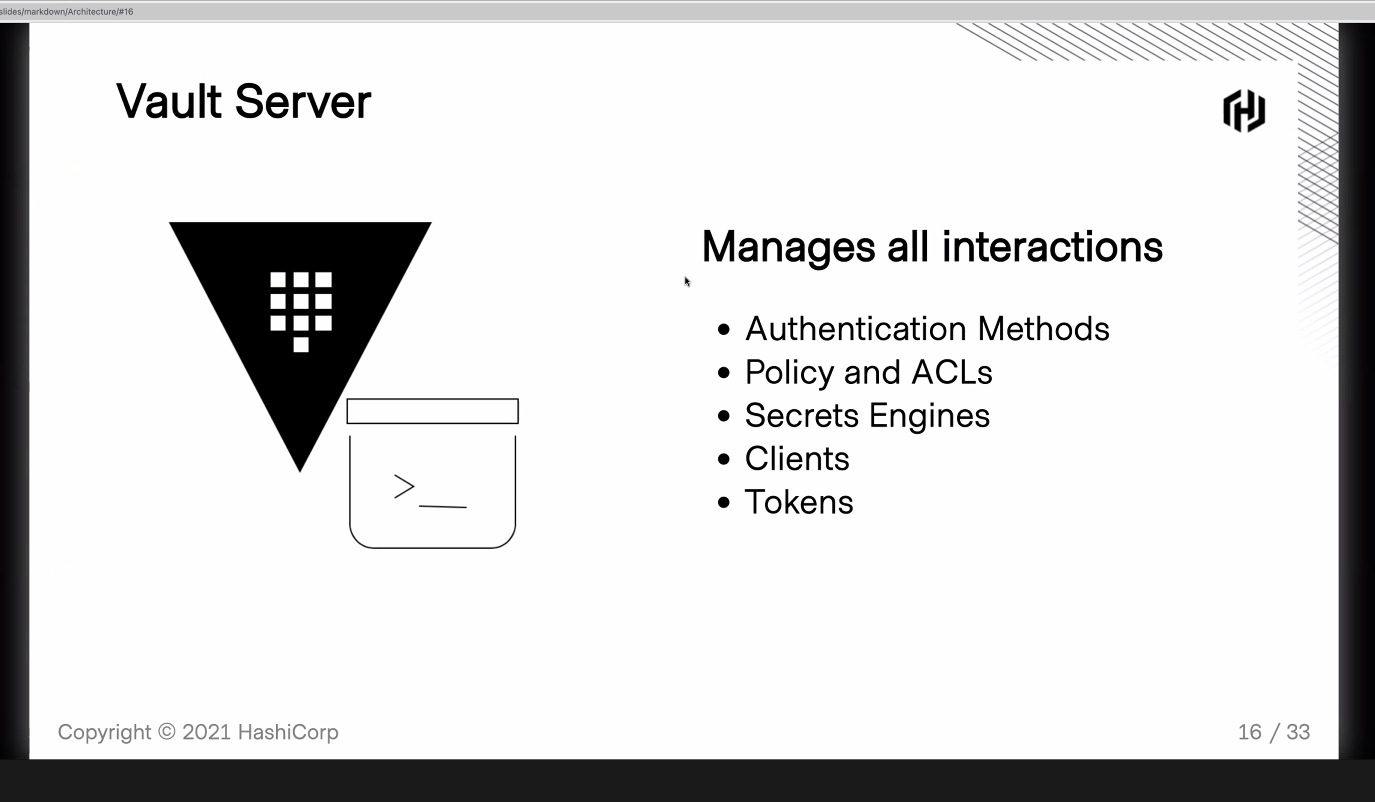 slides/markdown/Architecture/#16
Vault Server
Manages all interactions
Authentication Methods
Policy and ACLs
Secrets Engines
Clients
Tokens
>_
Copyright © 2021 HashiCorp
16 / 33